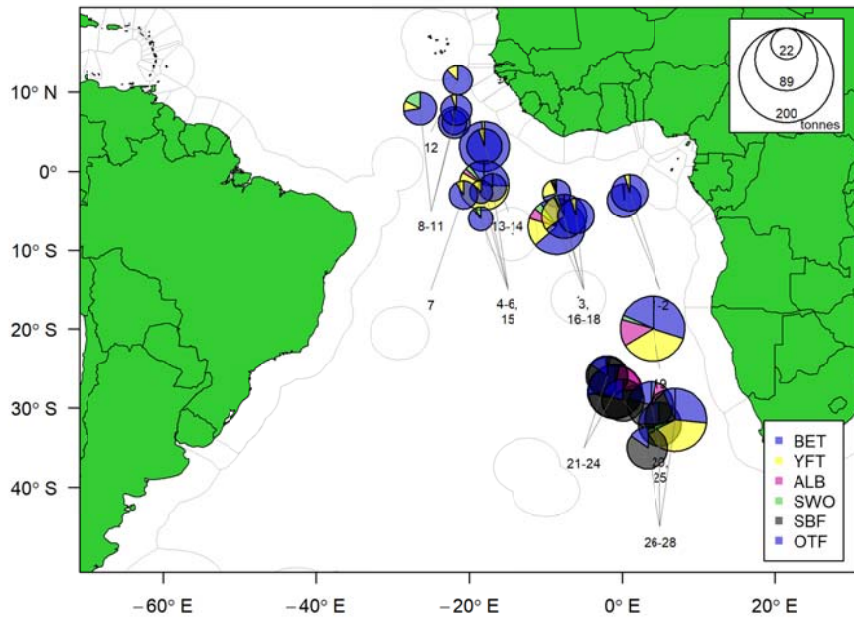 10° N
0°
10° S
20° S
30° S
40° S
−60° E
−40° E
−20° E
0° E
20° E
22
89
200
tonnes
12
8-11
13-14
7
4-6,
15
3,
16-18
-2
21-24
25
26-28
BET
YFT
ALB
SWO
SBF
OTF